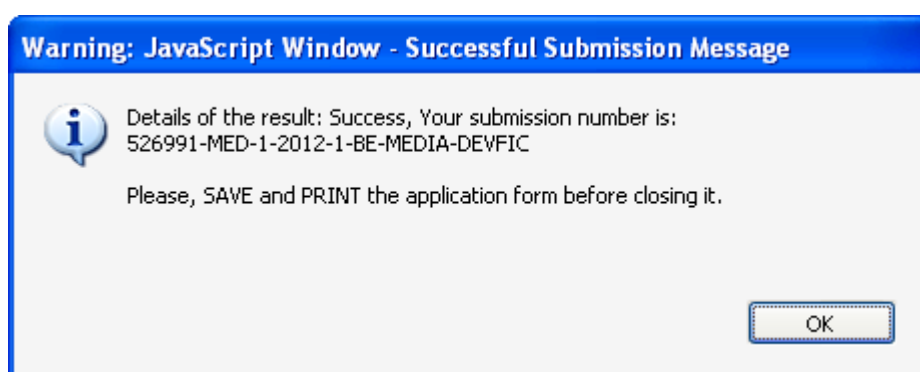 Warning: JavaScript Window - Successful Submission Message
Details of the result: Success, Your submission number is:
526991-MED-1-2012-1-BE-MEDIA-DEVFIC
Please, SAVE and PRINT the application form before closing it.
OK